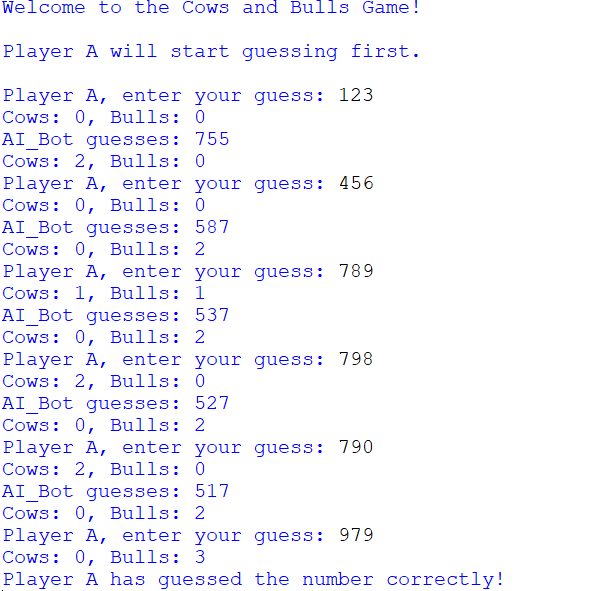 Welcome to the Cows and Bulls Game!
Player A will start guessing first.
Player A, enter your guess: 123
Cows: 0, Bulls: 0
AI_Bot guesses: 755
Cows: 2, Bulls: 0
Player A, enter your guess: 456
Cows: 0, Bulls: 0
AI_Bot guesses: 587
Cows: 0, Bulls: 2
Player A, enter your guess: 789
Cows: 1, Bulls: 1
AI_Bot guesses: 537
Cows: 0, Bulls: 2
Player A, enter your guess: 798
Cows: 2, Bulls: 0
AI_Bot guesses: 527
Cows: 0, Bulls: 2
Player A, enter your guess: 790
Cows: 2, Bulls: 0
AI_Bot guesses: 517
Cows: 0, Bulls: 2
Player A, enter your guess: 979
Cows: 0, Bulls: 3
Player A has guessed the number correctly!